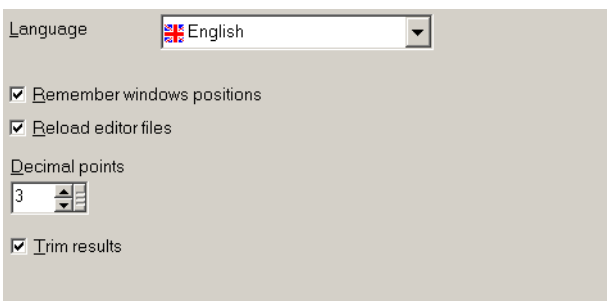 Language English
Remember windows positions
Reload editor files
Decimal points
3
Trim results